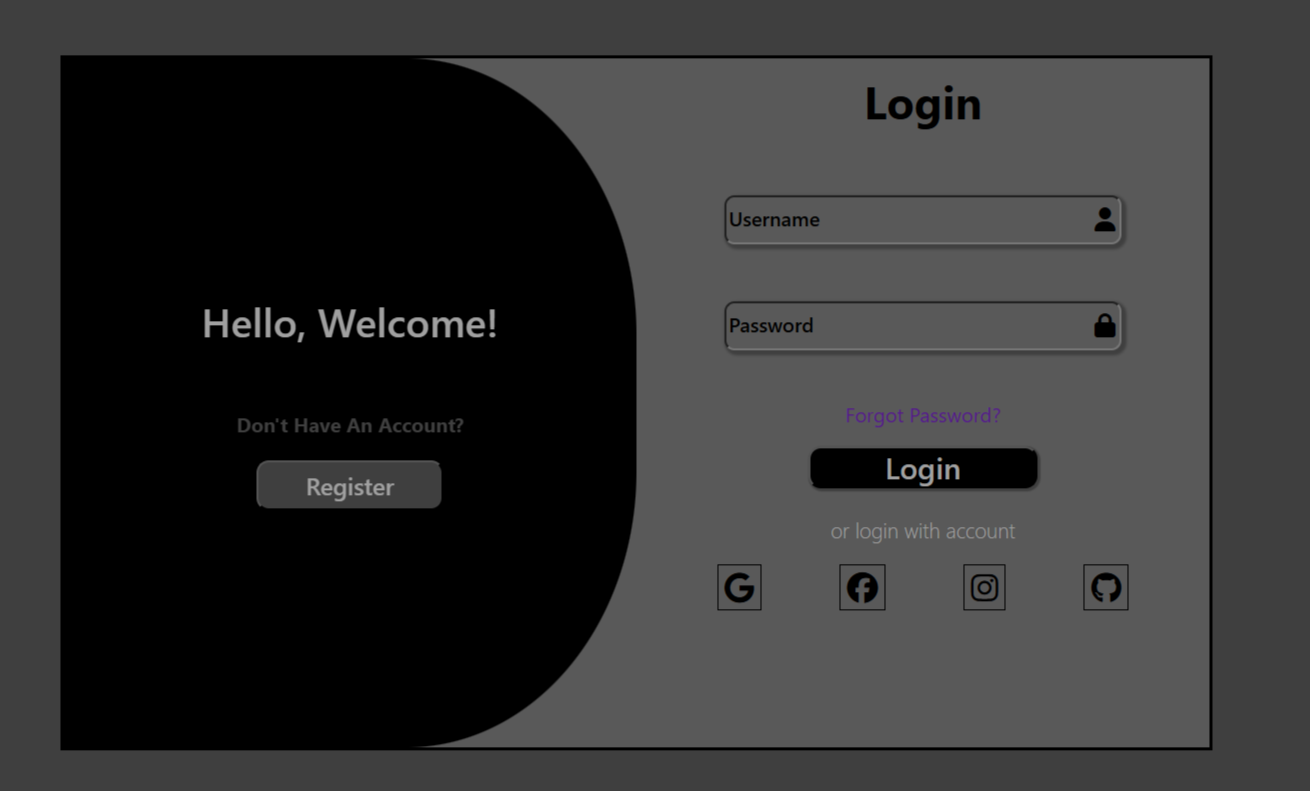 Hello, Welcome!
Don't Have An Account?
Register
Login
Username
Password
Forgot Password?
Login
or login with account